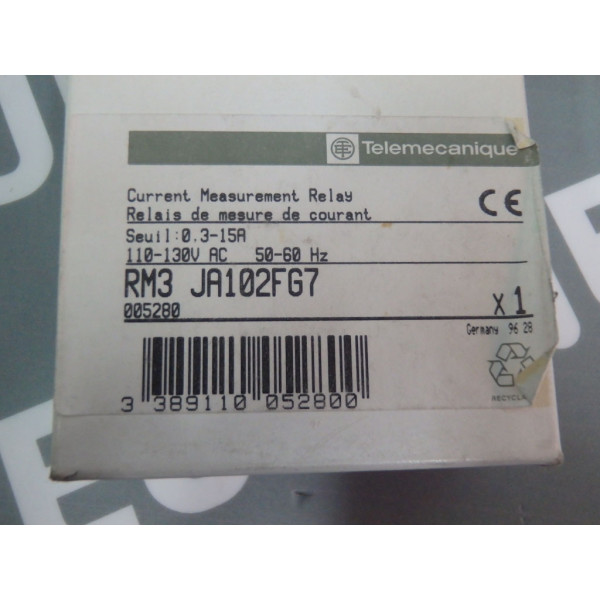 Telemecanique
Current Measurement Relay
Relais de mesure de courant
CE
Seuil:0.3-15A
110-130V AC 50-60 Hz
RM3 JA102FG7
005280
X 1
Germany 96 28
3 389110 052800
RECYCLA